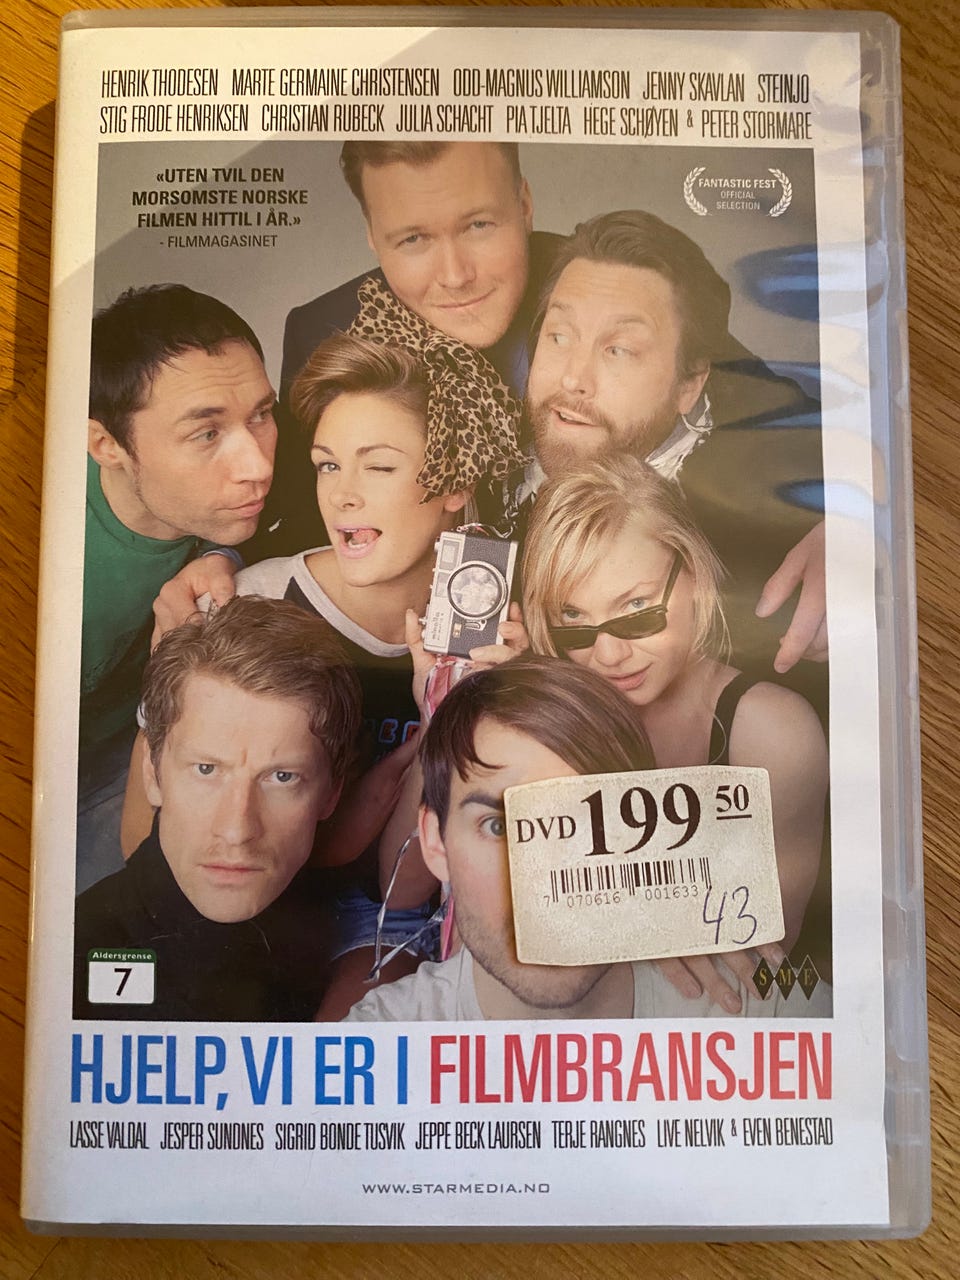 HENRIK THODESEN MARTE GERMAINE CHRISTENSEN ODD-MAGNUS WILLIAMSON JENNY SKAVLAN STEINJO
STIG FRODE HENRIKSEN CHRISTIAN RUBECK JULIA SCHACHT PIA TJELTA HEGE SCHØYEN & PETER STORMARE
«UTEN TVIL DEN
MORSOMSTE NORSKE
FILMEN HITTIL I ÅR.»
- FILMMAGASINET
FANTASTIC FEST
OFFICIAL
SELECTION
minolta
DVD 199 50
7 070616 001633
43
Aldersgrense
7
SME
HJELP, VI ER I FILMBRANSJEN
LASSE VALDAL JESPER SUNDNES SIGRID BONDE TUSVIK JEPPE BECK LAURSEN TERJE RANGNES LIVE NELVIK & EVEN BENESTAD
WWW.STARMEDIA.NO